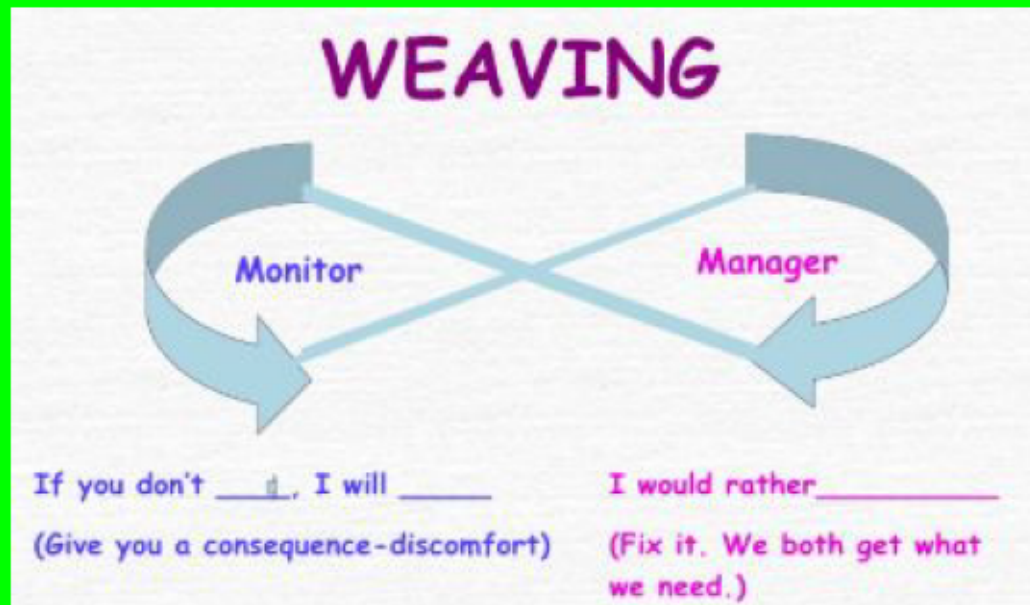 WEAVING
Monitor
Manager
If you don't ___d_, I will _____
(Give you a consequence-discomfort)
I would rather__________
(Fix it. We both get what
we need.)